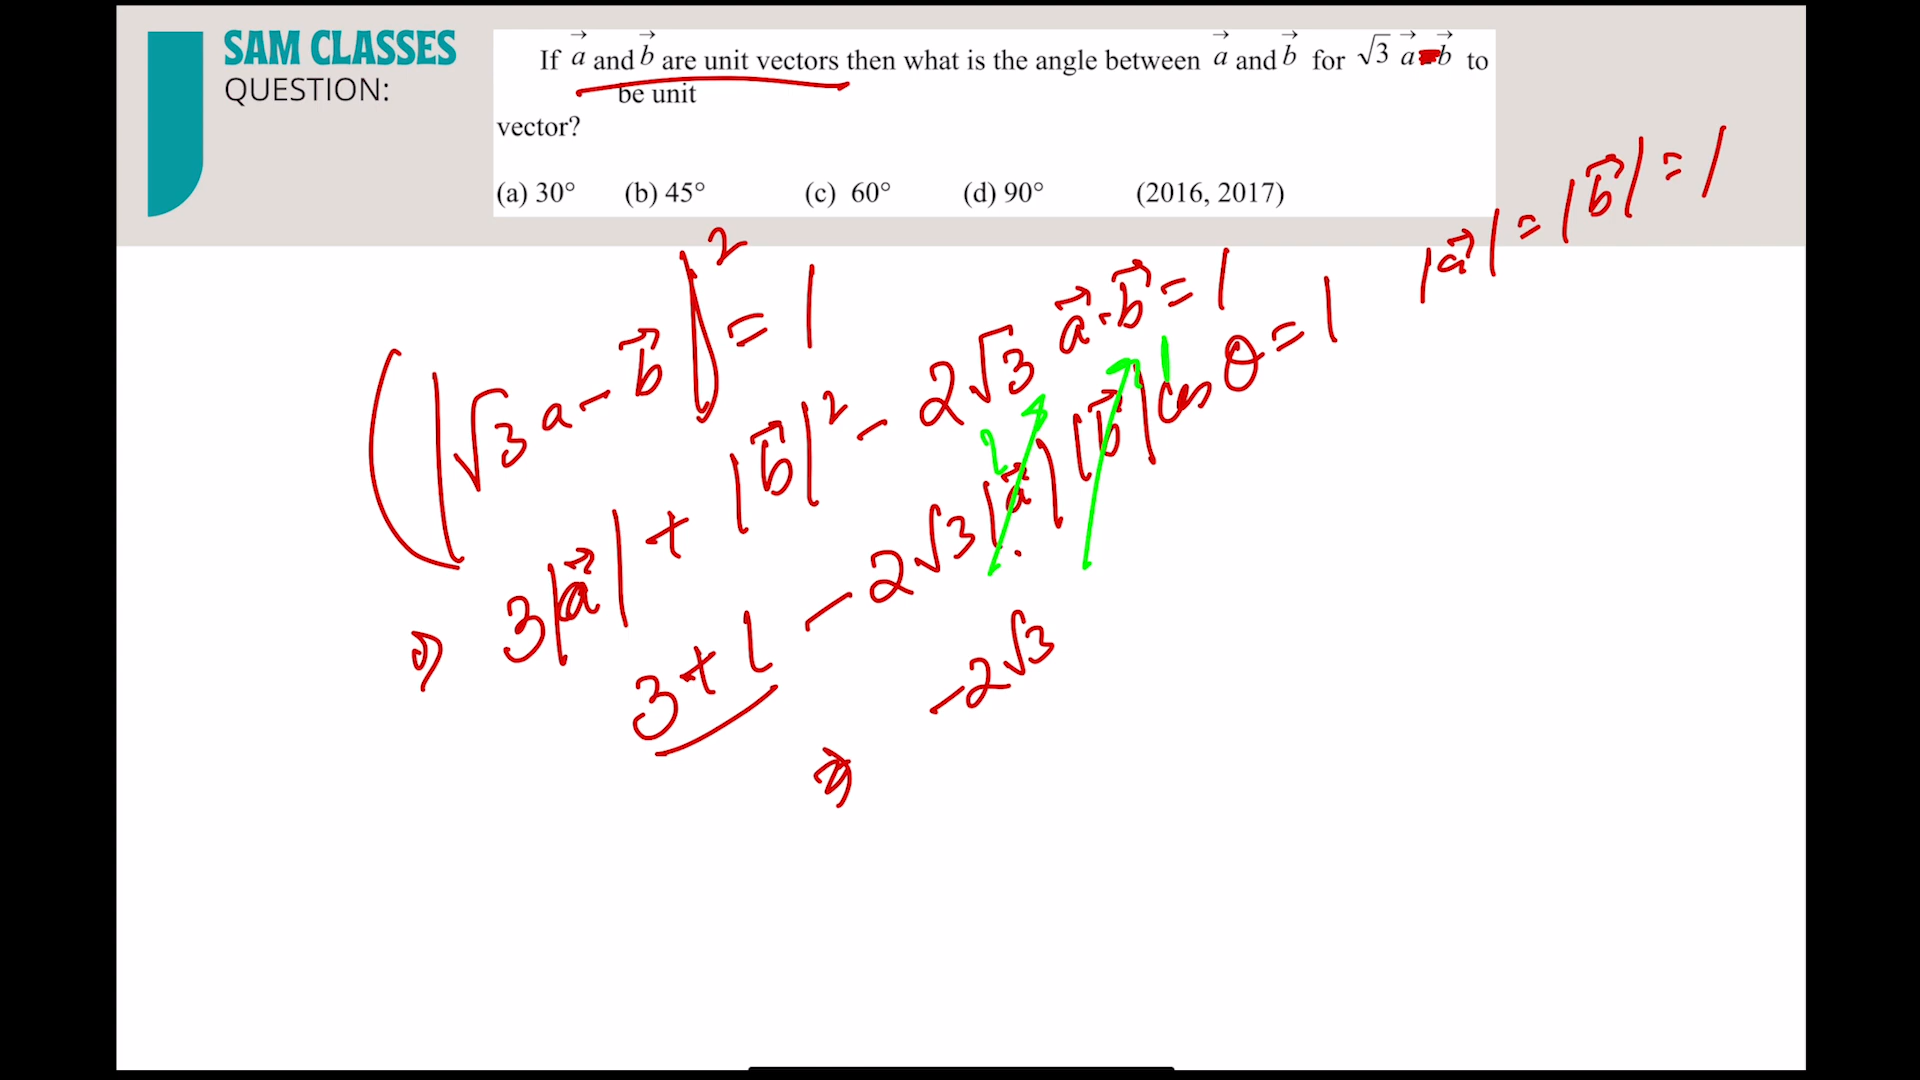 SAM CLASSES
QUESTION:
If a⃗ and b⃗ are unit vectors then what is the angle between a⃗ and b⃗ for √3 a⃗ - b⃗ to
be unit
vector?
(a) 30° (b) 45° (c) 60° (d) 90° (2016, 2017)
|a⃗| = |b⃗| = 1
(|√3 a - b⃗|)² = 1
⇒ 3|a⃗| + |b⃗|² - 2√3 a⃗·b⃗ = 1
3 + 1 - 2√3 |a⃗| |b⃗| cos θ = 1
-2√3
⇒